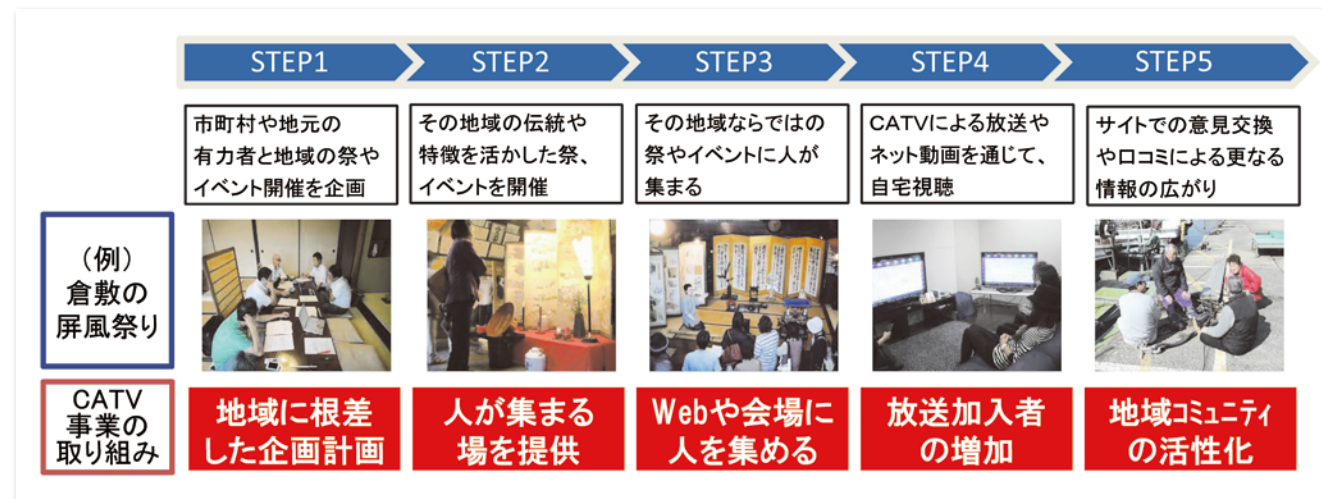 STEP1
STEP2
STEP3
STEP4
STEP5
市町村や地元の
有力者と地域の祭や
イベント開催を企画
その地域の伝統や
特徴を活かした祭、
イベントを開催
その地域ならではの
祭やイベントに人が
集まる
CATVによる放送や
ネット動画を通じて、
自宅視聴
サイトでの意見交換
や口コミによる更なる
情報の広がり
(例)
倉敷の
屏風祭り
CATV
事業の
取り組み
地域に根差
した企画計画
人が集まる
場を提供
Webや会場に
人を集める
放送加入者
の増加
地域コミュニティ
の活性化